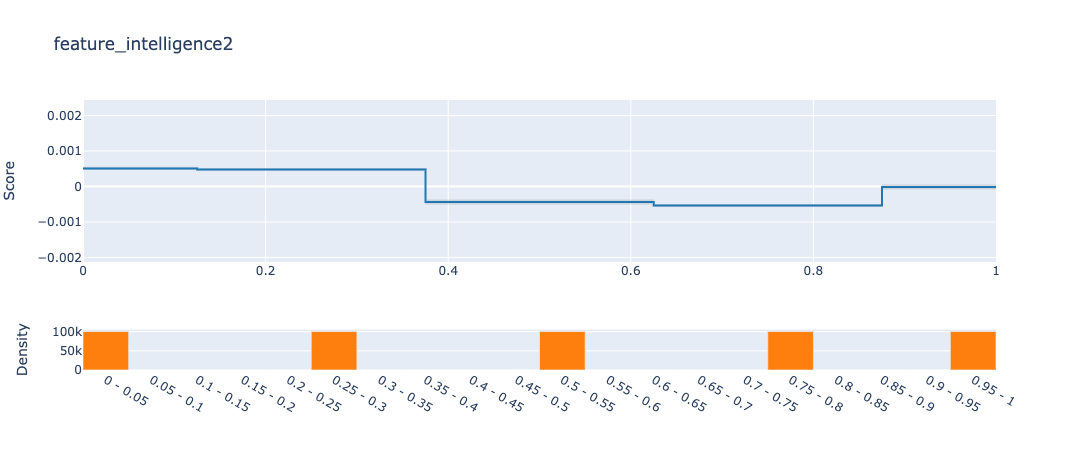 feature_intelligence2
Score
0.002
0.001
0
−0.001
−0.002
0 0.2 0.4 0.6 0.8 1
Density
100k
50k
0
0 - 0.05
0.05 - 0.1
0.1 - 0.15
0.15 - 0.2
0.2 - 0.25
0.25 - 0.3
0.3 - 0.35
0.35 - 0.4
0.4 - 0.45
0.45 - 0.5
0.5 - 0.55
0.55 - 0.6
0.6 - 0.65
0.65 - 0.7
0.7 - 0.75
0.75 - 0.8
0.8 - 0.85
0.85 - 0.9
0.9 - 0.95
0.95 - 1